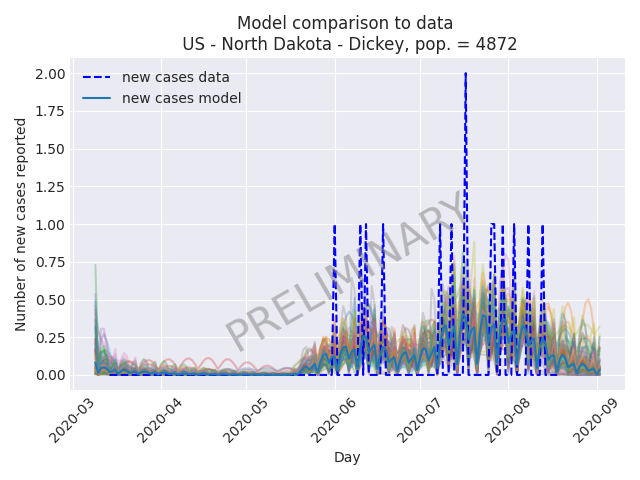 Model comparison to data
US - North Dakota - Dickey, pop. = 4872
new cases data
new cases model
Number of new cases reported
2.00
1.75
1.50
1.25
1.00
0.75
0.50
0.25
0.00
PRELIMINARY
2020-03
2020-04
2020-05
2020-06
2020-07
2020-08
2020-09
Day